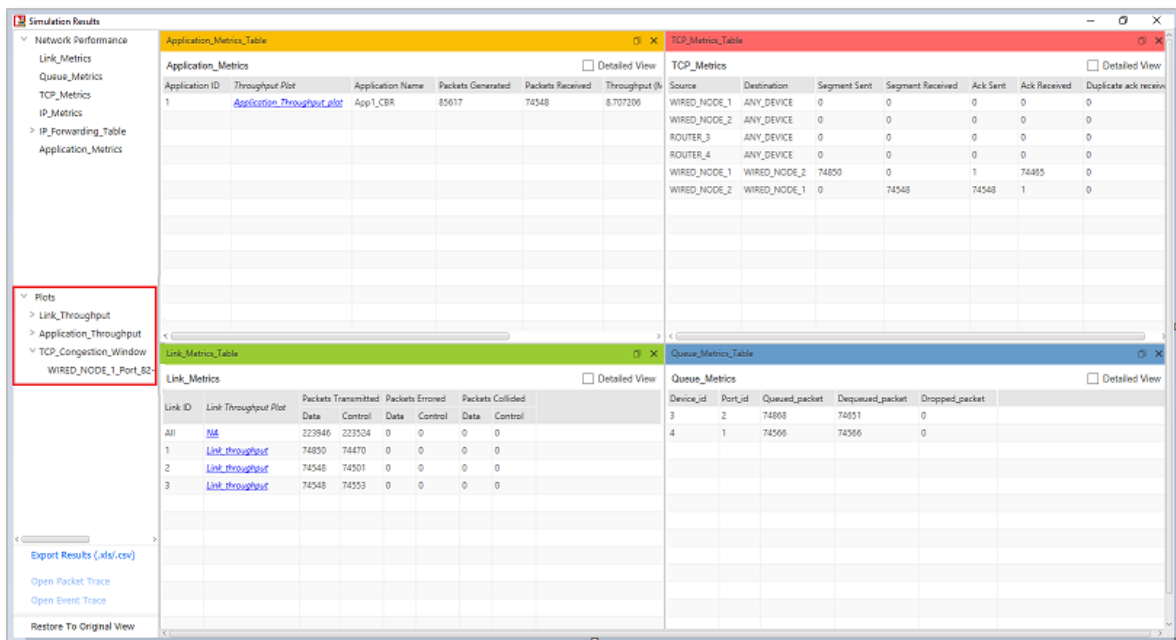 Simulation Results
Network Performance
Link_Metrics
Queue_Metrics
TCP_Metrics
IP_Metrics
IP_Forwarding_Table
Application_Metrics
Plots
Link_Throughput
Application_Throughput
TCP_Congestion_Window
WIRED_NODE_1_Port_82-
Export Results (.xls/.csv)
Open Packet Trace
Open Event Trace
Restore To Original View
Application_Metrics_Table
Application_Metrics Detailed View
Application ID Throughput Plot Application Name Packets Generated Packets Received Throughput (M
1 Application_Throughput_plot App1_CBR 85617 74548 8.707206
TCP_Metrics_Table
TCP_Metrics Detailed View
Source Destination Segment Sent Segment Received Ack Sent Ack Received Duplicate ack receive
WIRED_NODE_1 ANY_DEVICE 0 0 0 0 0
WIRED_NODE_2 ANY_DEVICE 0 0 0 0 0
ROUTER_3 ANY_DEVICE 0 0 0 0 0
ROUTER_4 ANY_DEVICE 0 0 0 0 0
WIRED_NODE_1 WIRED_NODE_2 74850 0 1 74465 0
WIRED_NODE_2 WIRED_NODE_1 0 74548 74548 1 0
Link_Metrics_Table
Link_Metrics Detailed View
Link ID Link Throughput Plot Packets Transmitted Packets Errored Packets Collided
Data Control Data Control Data Control
All NA 223946 223524 0 0 0 0
1 Link_throughput 74850 74470 0 0 0 0
2 Link_throughput 74548 74501 0 0 0 0
3 Link_throughput 74548 74553 0 0 0 0
Queue_Metrics_Table
Queue_Metrics Detailed View
Device_id Port_id Queued_packet Dequeued_packet Dropped_packet
3 2 74868 74651 0
4 1 74566 74566 0